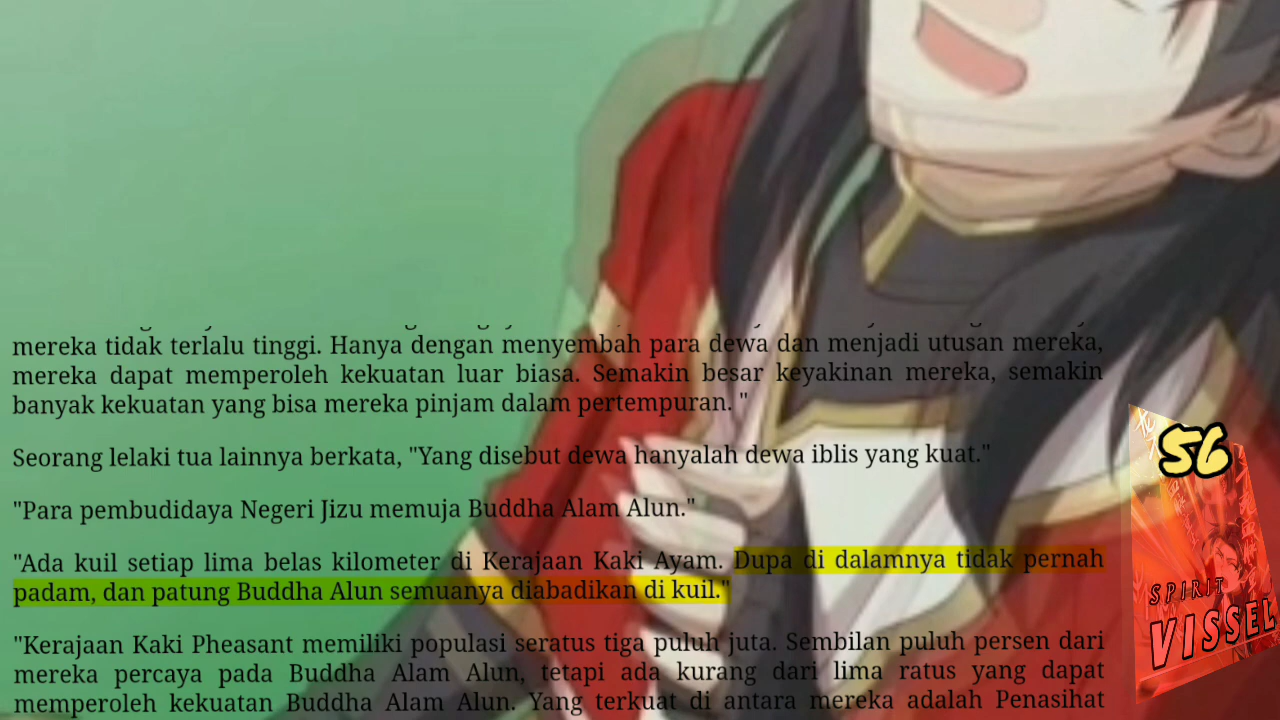 mereka tidak terlalu tinggi. Hanya dengan menyembah para dewa dan menjadi utusan mereka,
mereka dapat memperoleh kekuatan luar biasa. Semakin besar keyakinan mereka, semakin
banyak kekuatan yang bisa mereka pinjam dalam pertempuran. "
Seorang lelaki tua lainnya berkata, "Yang disebut dewa hanyalah dewa iblis yang kuat."
"Para pembudidaya Negeri Jizu memuja Buddha Alam Alun."
"Ada kuil setiap lima belas kilometer di Kerajaan Kaki Ayam. Dupa di dalamnya tidak pernah
padam, dan patung Buddha Alun semuanya diabadikan di kuil."
"Kerajaan Kaki Pheasant memiliki populasi seratus tiga puluh juta. Sembilan puluh persen dari
mereka percaya pada Buddha Alam Alun, tetapi ada kurang dari lima ratus yang dapat
memperoleh kekuatan Buddha Alam Alun. Yang terkuat di antara mereka adalah Penasihat
56
SPIRIT
VISSEL